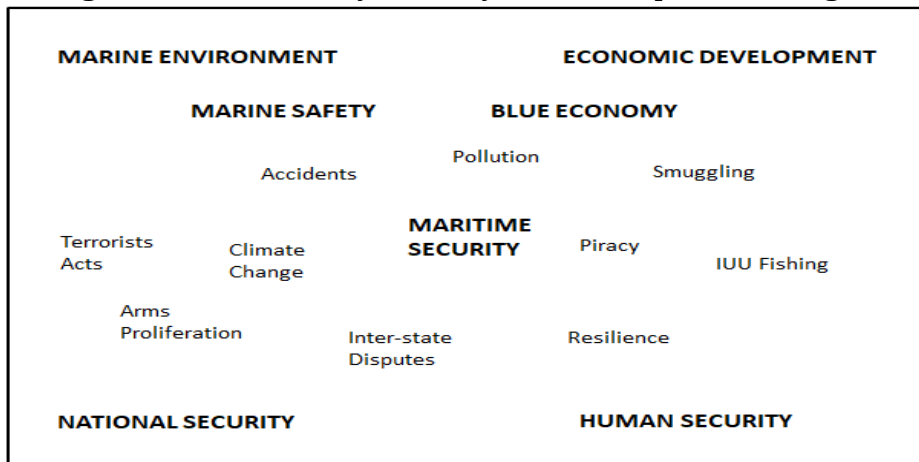 MARINE ENVIRONMENT
ECONOMIC DEVELOPMENT
MARINE SAFETY
BLUE ECONOMY
Pollution
Accidents
Smuggling
MARITIME
SECURITY
Terrorists
Acts
Climate
Change
Piracy
IUU Fishing
Arms
Proliferation
Inter-state
Disputes
Resilience
NATIONAL SECURITY
HUMAN SECURITY